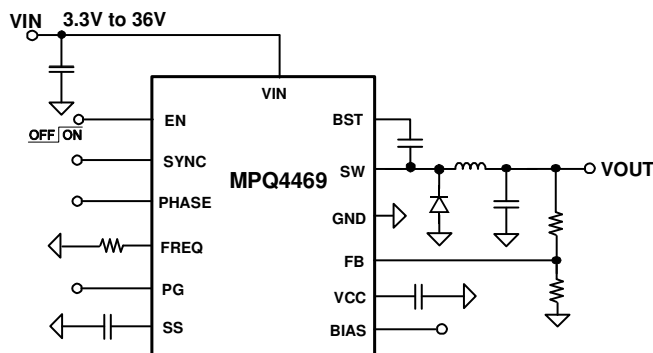 VIN 3.3V to 36V
VIN
EN
BST
OFF ON
SYNC
SW
VOUT
MPQ4469
PHASE
GND
FREQ
FB
PG
VCC
SS
BIAS